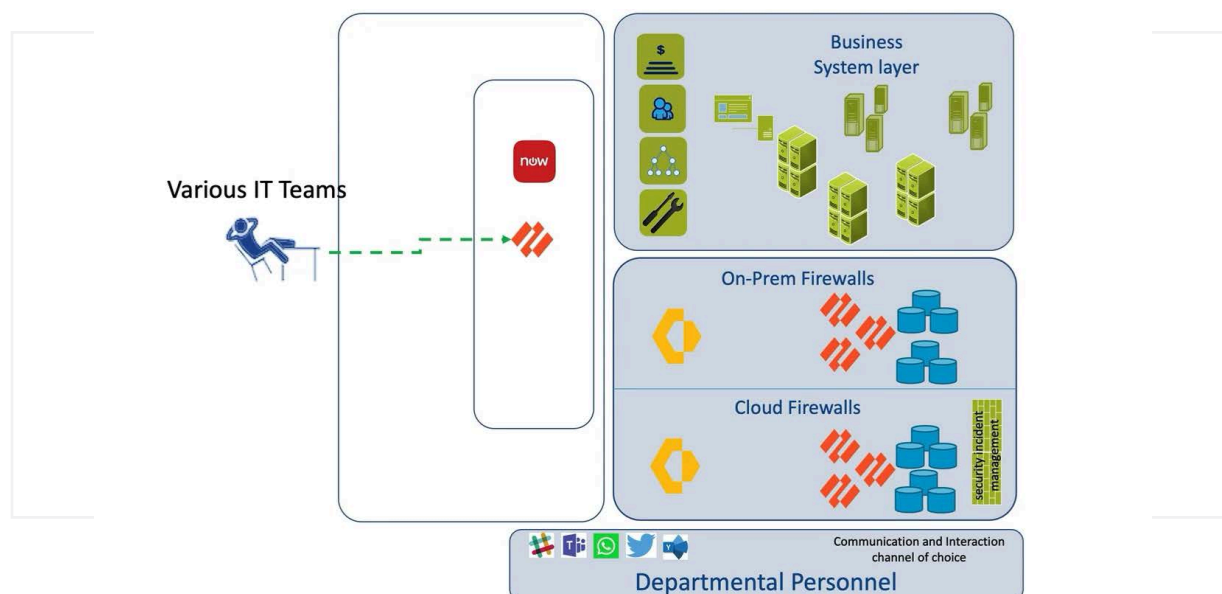 Business
System layer
$
now
Various IT Teams
On-Prem Firewalls
Cloud Firewalls
security incident
management
Communication and Interaction
channel of choice
Departmental Personnel